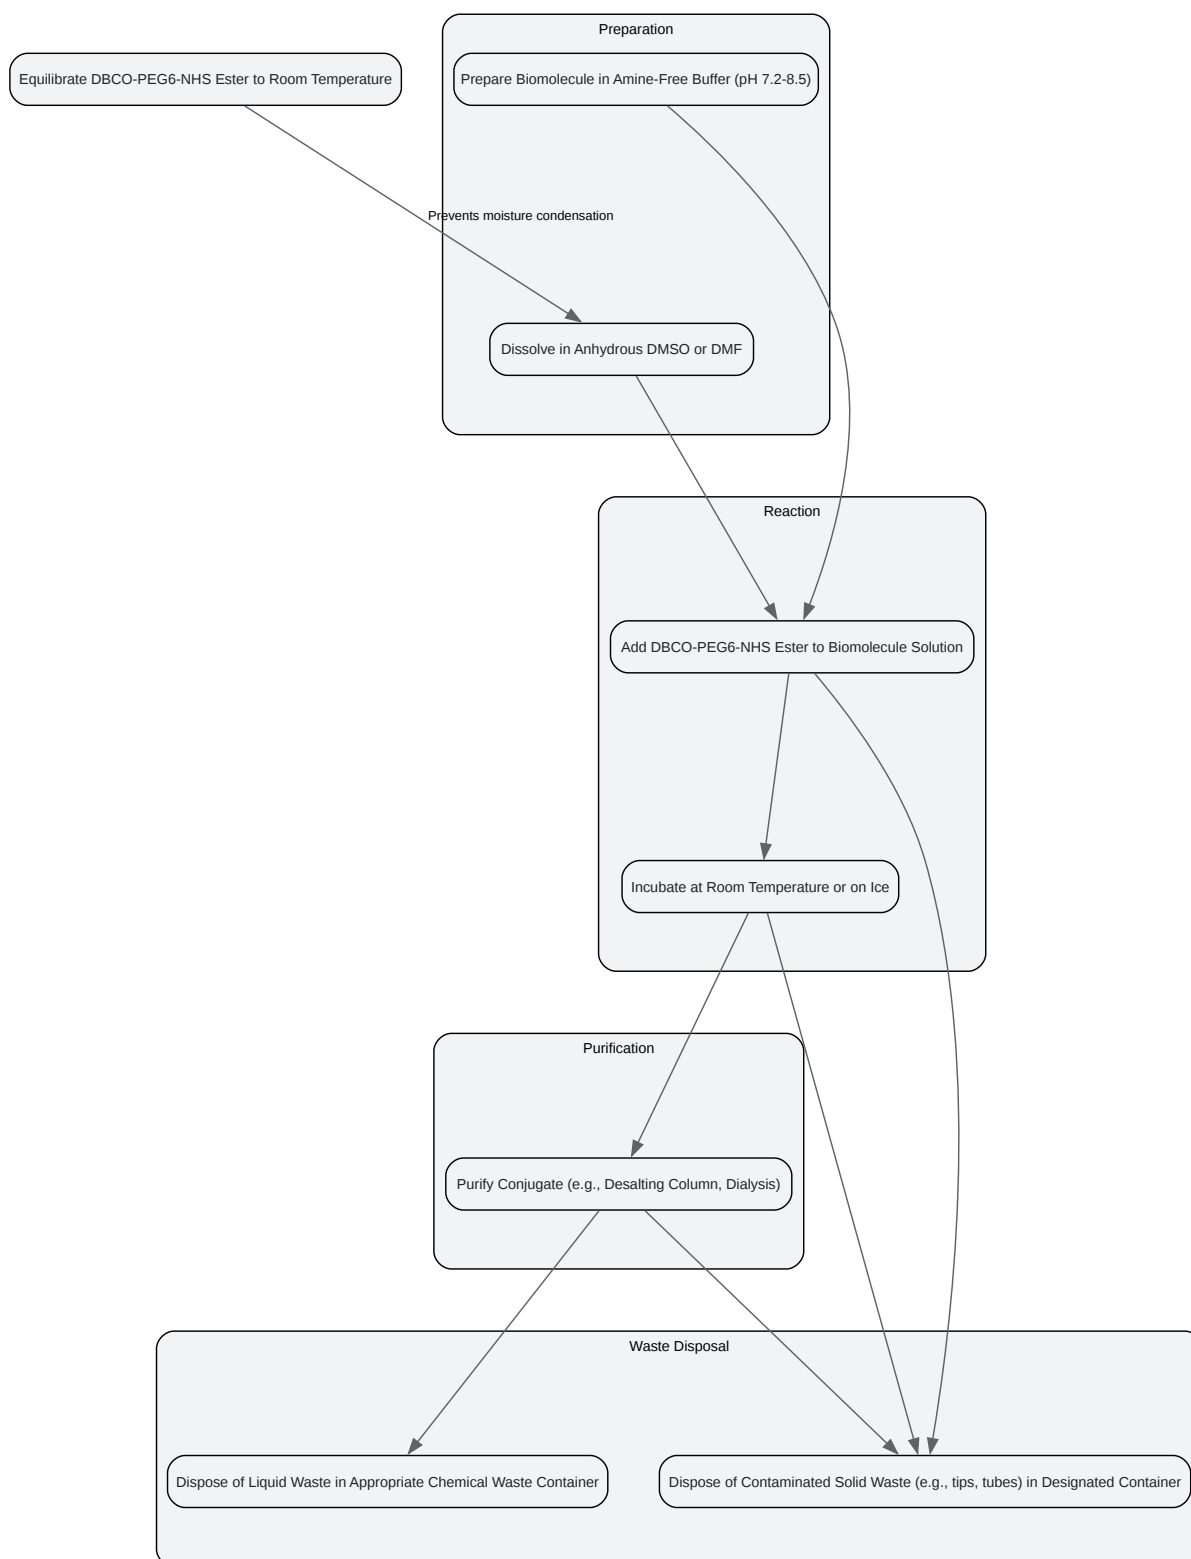 Preparation
Equilibrate DBCO-PEG6-NHS Ester to Room Temperature
Prepare Biomolecule in Amine-Free Buffer (pH 7.2-8.5)
Prevents moisture condensation
Dissolve in Anhydrous DMSO or DMF
Reaction
Add DBCO-PEG6-NHS Ester to Biomolecule Solution
Incubate at Room Temperature or on Ice
Purification
Purify Conjugate (e.g., Desalting Column, Dialysis)
Waste Disposal
Dispose of Liquid Waste in Appropriate Chemical Waste Container
Dispose of Contaminated Solid Waste (e.g., tips, tubes) in Designated Container